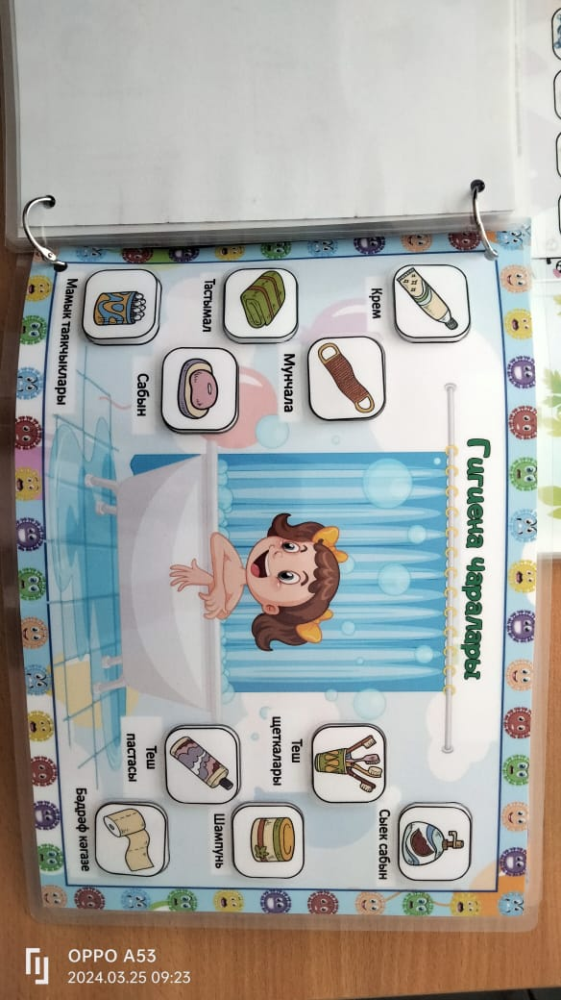 Гигиена чаралары
Крем
Тастымал
Мамык таякчыклары
Мунчала
Сабын
Теш
щеткалары
Теш
пастасы
Сыек сабын
Шампунь
Бәдрәф кәгазе
OPPO A53
2024.03.25 09:23